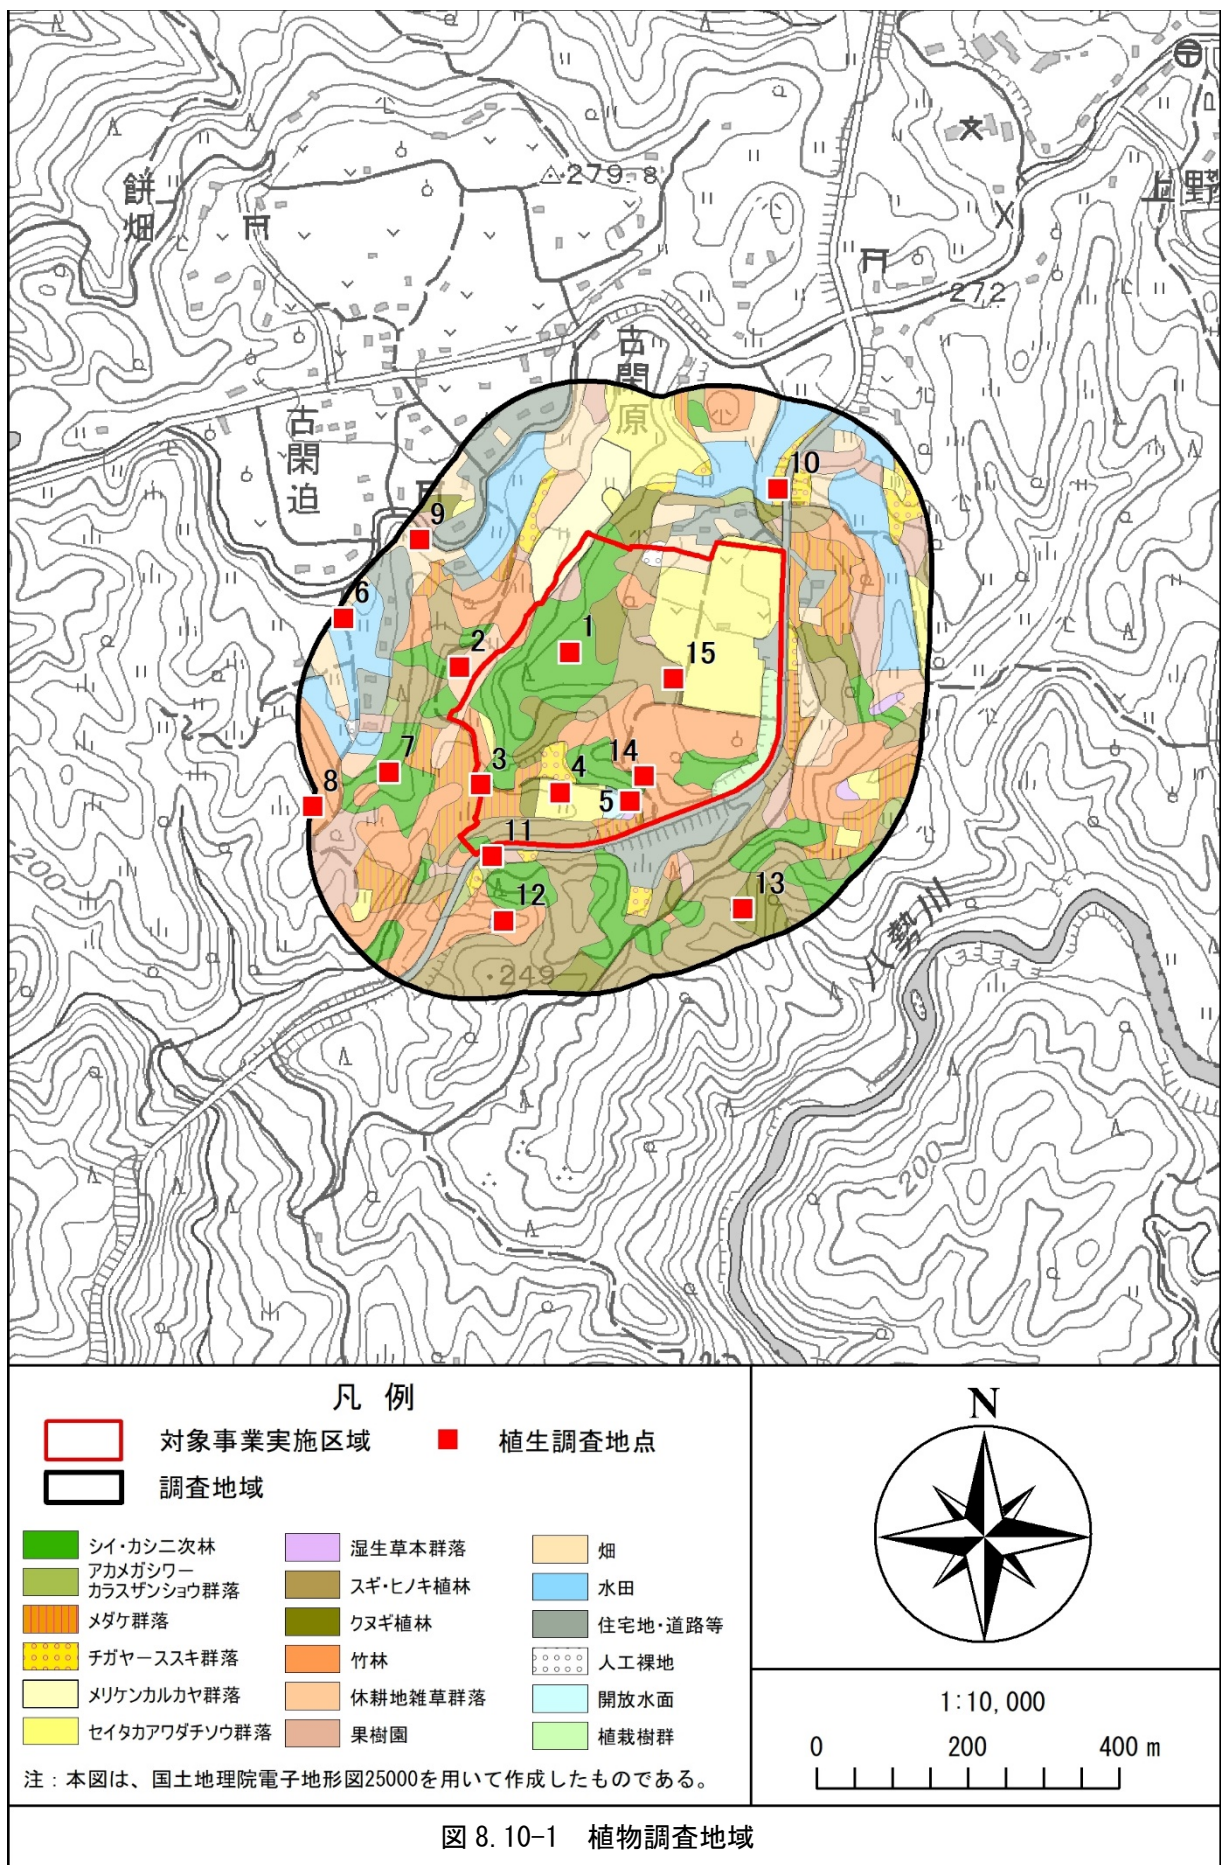 餅畑
279.8
上野
272
古閑原
古閑迫
10
9
6
2
1
15
7
3
4
14
5
8
11
12
13
200
249
八勢川
200
凡 例
対象事業実施区域
植生調査地点
調査地域
シイ・カシ二次林
アカメガシワー
カラスザンショウ群落
メダケ群落
チガヤーススキ群落
メリケンカルカヤ群落
セイタカアワダチソウ群落
湿生草本群落
スギ・ヒノキ植林
クヌギ植林
竹林
休耕地雑草群落
果樹園
畑
水田
住宅地・道路等
人工裸地
開放水面
植栽樹群
注：本図は、国土地理院電子地形図25000を用いて作成したものである。
N
1:10,000
0 200 400 m
図 8.10-1 植物調査地域